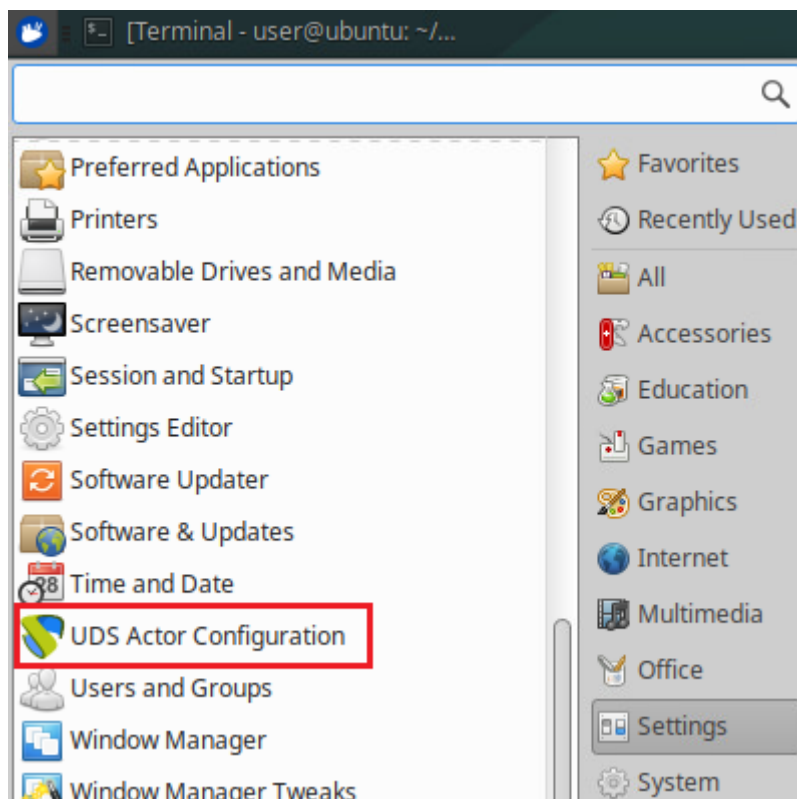 [Terminal - user@ubuntu: ~/...
Preferred Applications
Printers
Removable Drives and Media
Screensaver
Session and Startup
Settings Editor
Software Updater
Software & Updates
28
Time and Date
UDS Actor Configuration
Users and Groups
Window Manager
Window Manager Tweaks
Favorites
Recently Used
All
Accessories
Education
Games
Graphics
Internet
Multimedia
Office
Settings
System